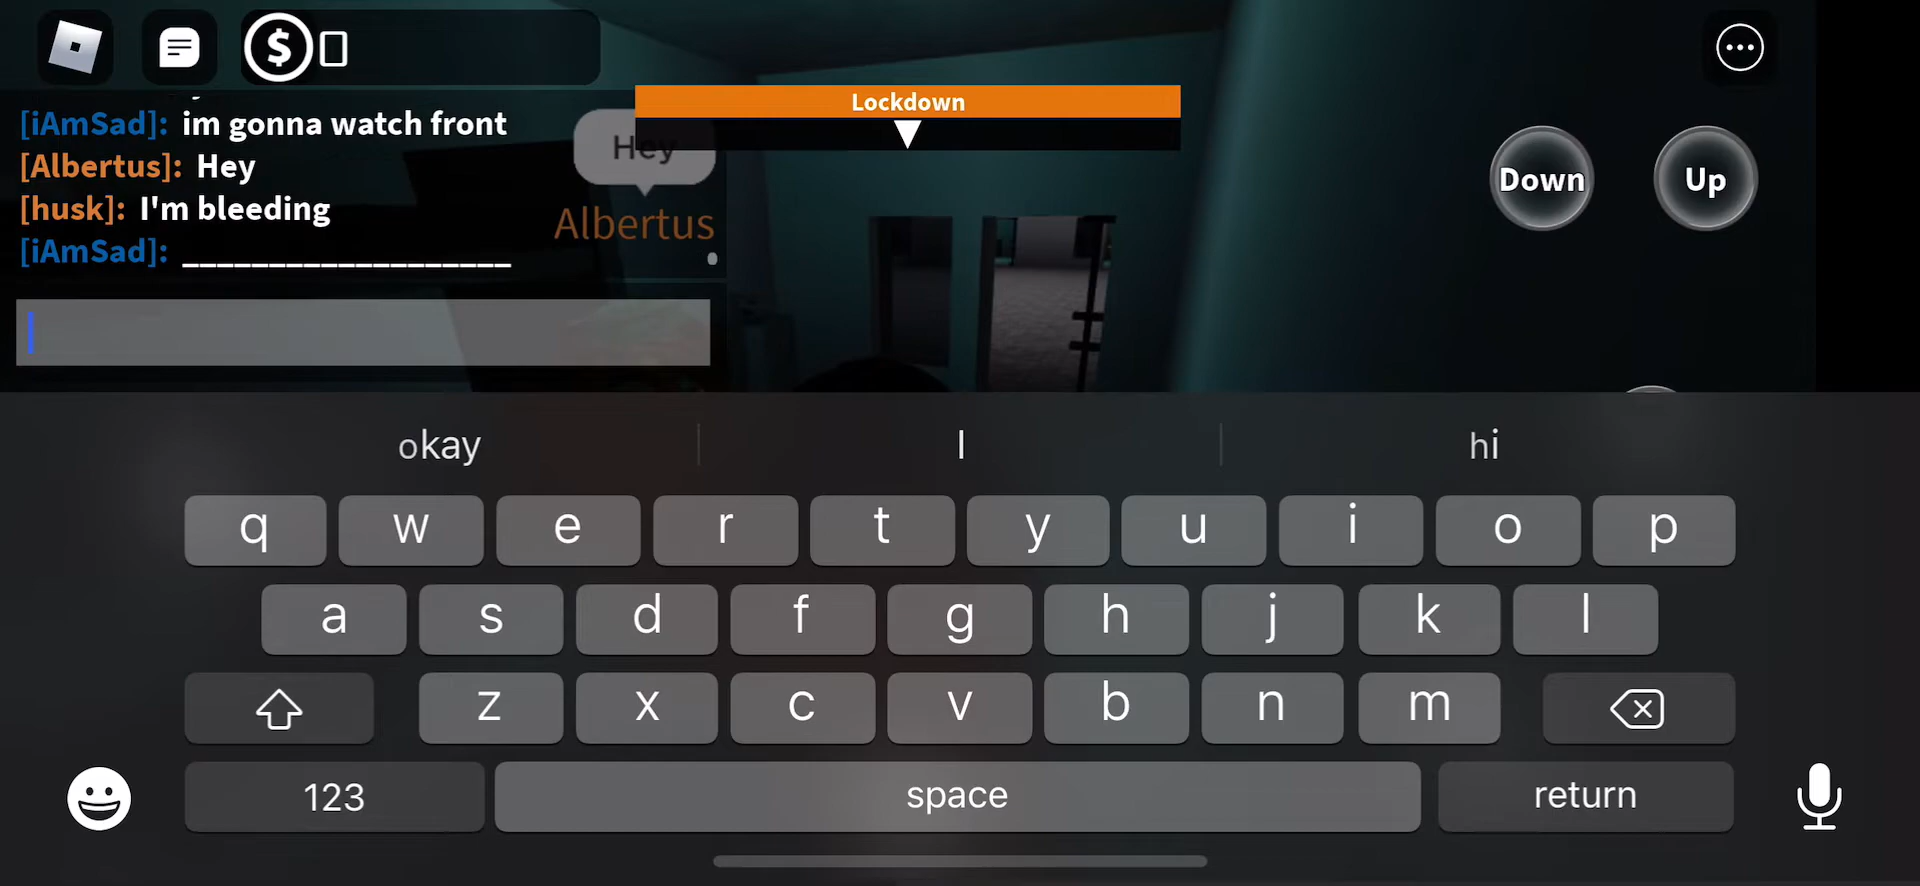 $
Lockdown
[iAmSad]: im gonna watch front
[Albertus]: Hey
[husk]: I'm bleeding
[iAmSad]: ___________________
Hey
Albertus
Down
Up
okay
I
hi
q w e r t y u i o p
a s d f g h j k l
z x c v b n m
123
space
return